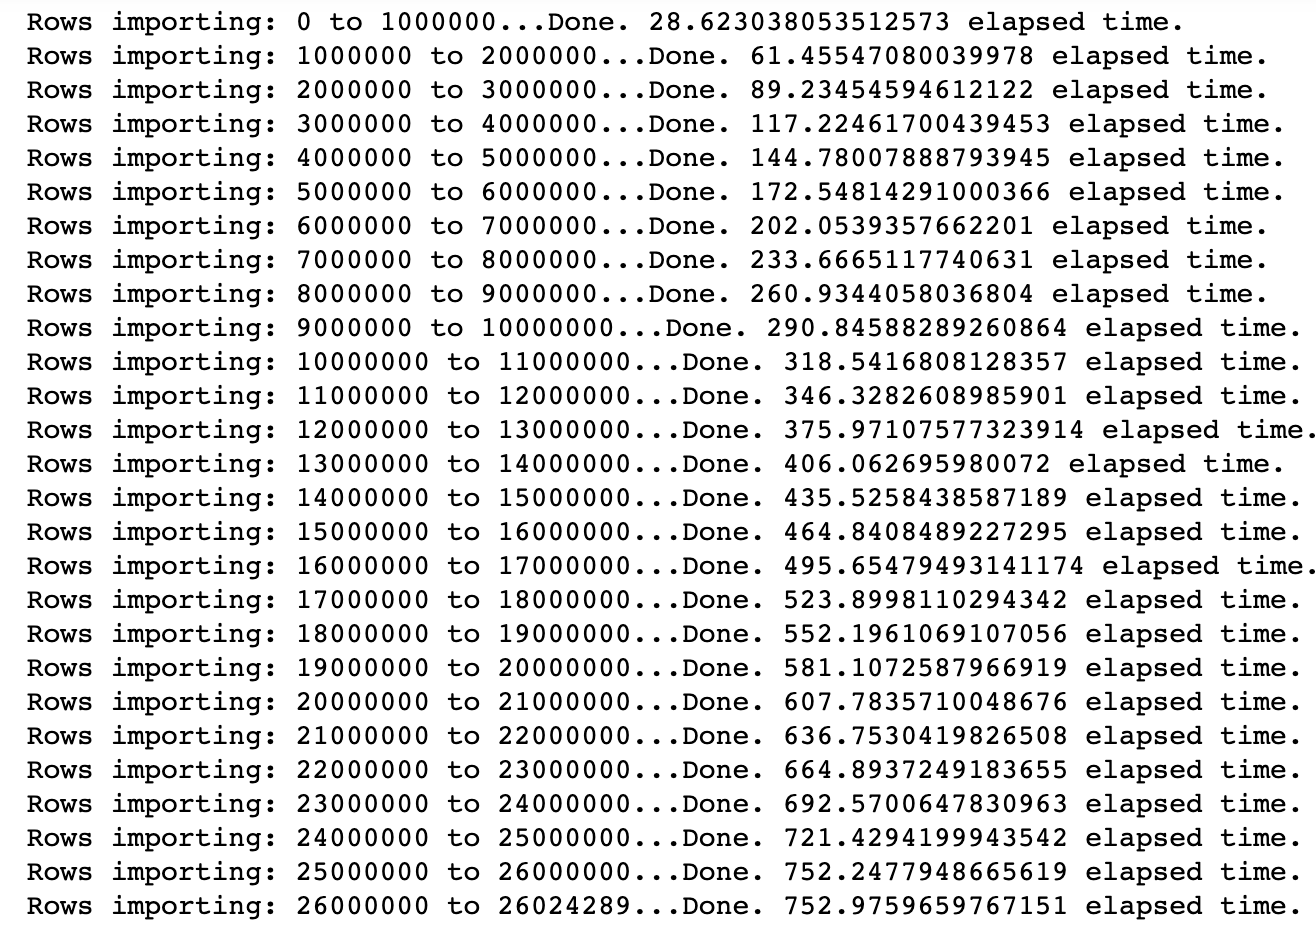 Rows importing: 0 to 1000000...Done. 28.623038053512573 elapsed time.
Rows importing: 1000000 to 2000000...Done. 61.45547080039978 elapsed time.
Rows importing: 2000000 to 3000000...Done. 89.23454594612122 elapsed time.
Rows importing: 3000000 to 4000000...Done. 117.22461700439453 elapsed time.
Rows importing: 4000000 to 5000000...Done. 144.78007888793945 elapsed time.
Rows importing: 5000000 to 6000000...Done. 172.54814291000366 elapsed time.
Rows importing: 6000000 to 7000000...Done. 202.0539357662201 elapsed time.
Rows importing: 7000000 to 8000000...Done. 233.6665117740631 elapsed time.
Rows importing: 8000000 to 9000000...Done. 260.9344058036804 elapsed time.
Rows importing: 9000000 to 10000000...Done. 290.84588289260864 elapsed time.
Rows importing: 10000000 to 11000000...Done. 318.5416808128357 elapsed time.
Rows importing: 11000000 to 12000000...Done. 346.3282608985901 elapsed time.
Rows importing: 12000000 to 13000000...Done. 375.97107577323914 elapsed time.
Rows importing: 13000000 to 14000000...Done. 406.062695980072 elapsed time.
Rows importing: 14000000 to 15000000...Done. 435.5258438587189 elapsed time.
Rows importing: 15000000 to 16000000...Done. 464.8408489227295 elapsed time.
Rows importing: 16000000 to 17000000...Done. 495.65479493141174 elapsed time.
Rows importing: 17000000 to 18000000...Done. 523.8998110294342 elapsed time.
Rows importing: 18000000 to 19000000...Done. 552.1961069107056 elapsed time.
Rows importing: 19000000 to 20000000...Done. 581.1072587966919 elapsed time.
Rows importing: 20000000 to 21000000...Done. 607.7835710048676 elapsed time.
Rows importing: 21000000 to 22000000...Done. 636.7530419826508 elapsed time.
Rows importing: 22000000 to 23000000...Done. 664.8937249183655 elapsed time.
Rows importing: 23000000 to 24000000...Done. 692.5700647830963 elapsed time.
Rows importing: 24000000 to 25000000...Done. 721.4294199943542 elapsed time.
Rows importing: 25000000 to 26000000...Done. 752.2477948665619 elapsed time.
Rows importing: 26000000 to 26024289...Done. 752.9759659767151 elapsed time.